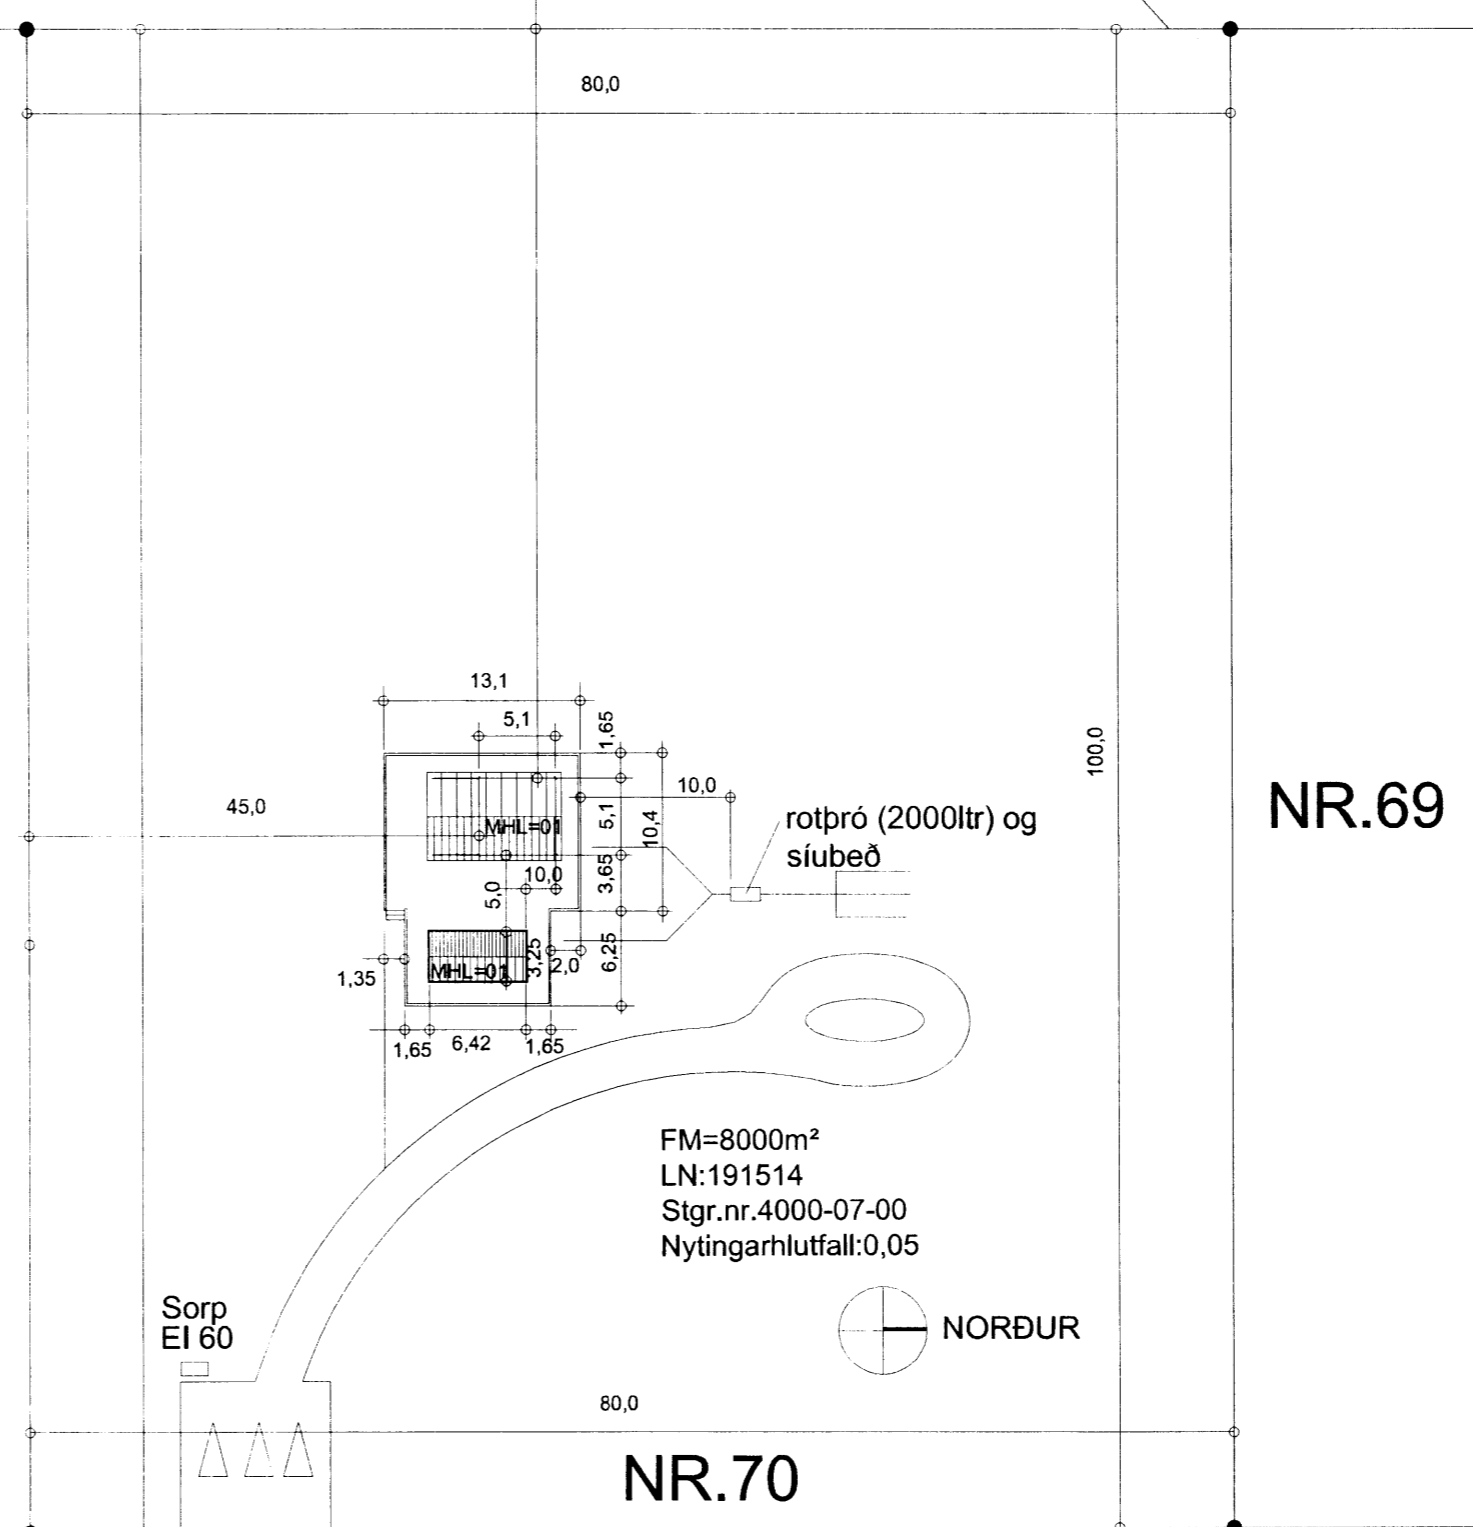 80,0
13,1
5,1
1,65
100,0
NR.69
45,0
10,0
5,1
10,4
rotþró (2000ltr) og
síubeð
MHL=01
3,65
10,0
5,0
6,25
3,25
2,0
MHL=01
1,35
1,65
6,42
1,65
FM=8000m²
LN:191514
Stgr.nr.4000-07-00
Nytingarhlutfall:0,05
Sorp
EI 60
NORÐUR
80,0
NR.70